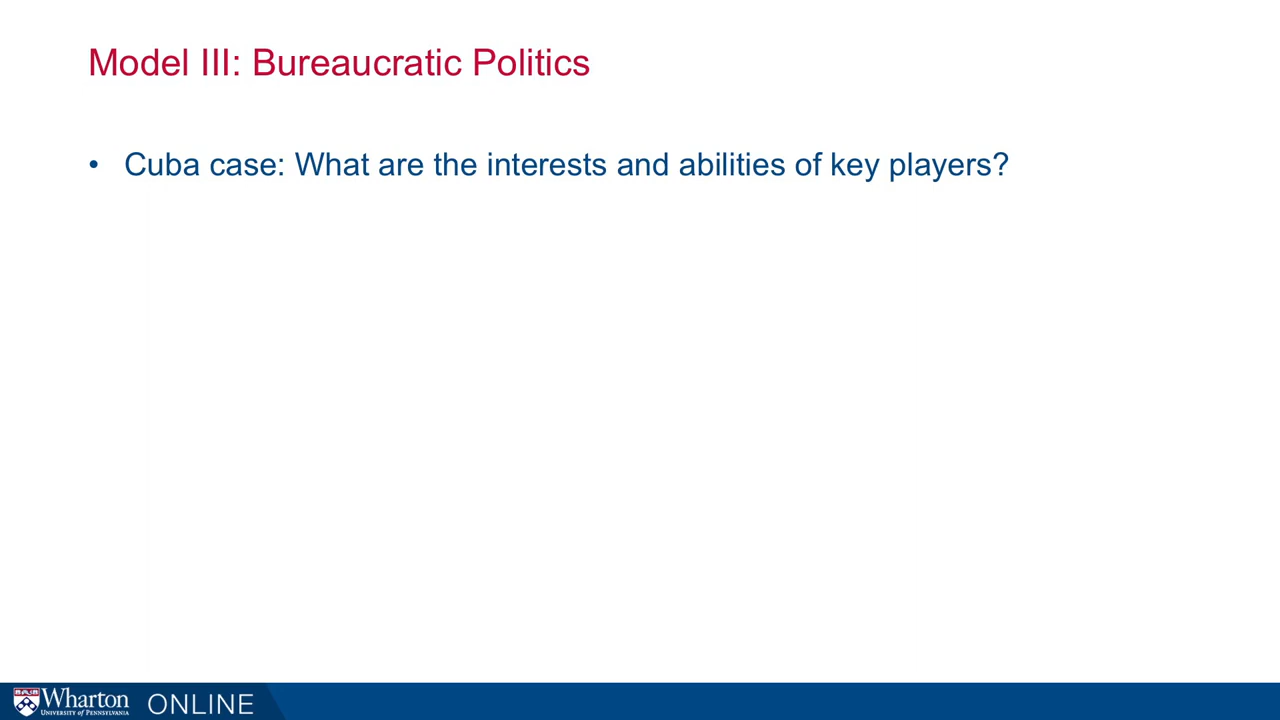 Model III: Bureaucratic Politics
• Cuba case: What are the interests and abilities of key players?
Wharton
UNIVERSITY of PENNSYLVANIA
ONLINE